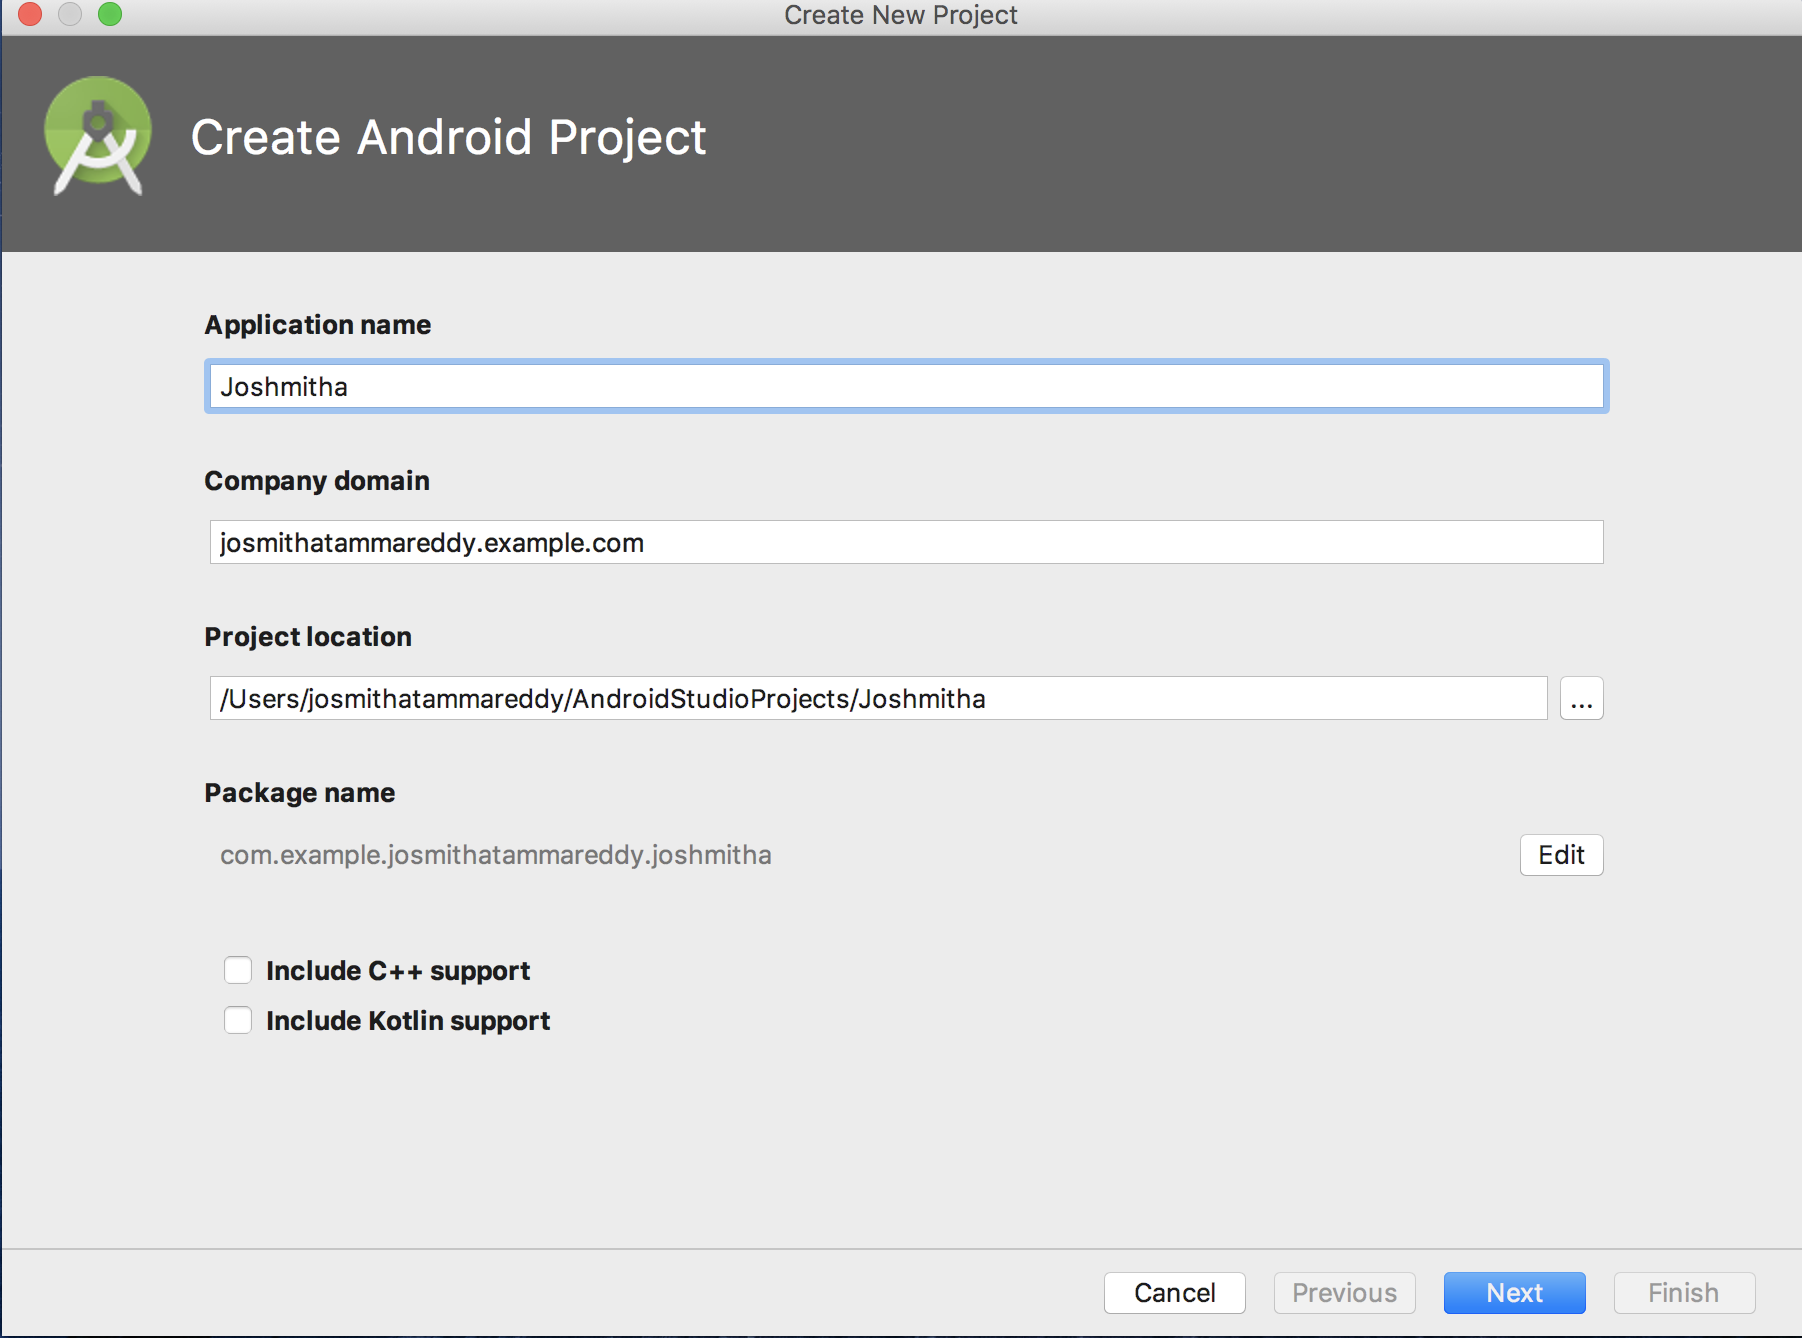 Create New Project
Create Android Project
Application name
Joshmitha
Company domain
josmithatammareddy.example.com
Project location
/Users/josmithatammareddy/AndroidStudioProjects/Joshmitha
...
Package name
com.example.josmithatammareddy.joshmitha
Edit
Include C++ support
Include Kotlin support
Cancel Previous Next Finish